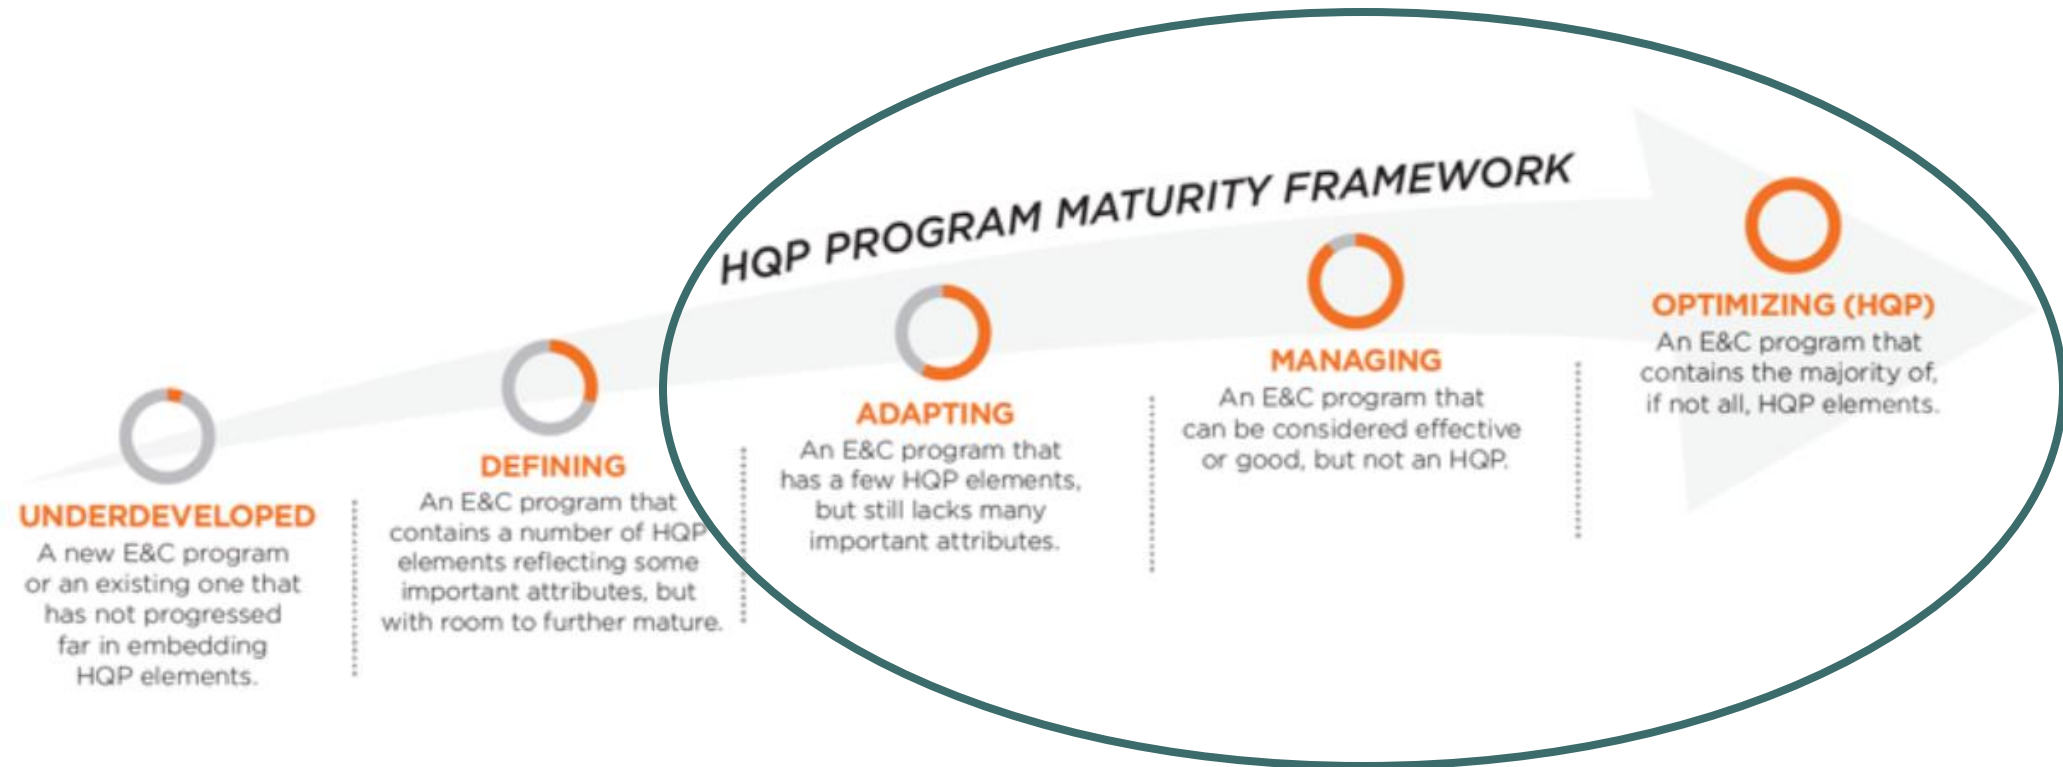 HQP PROGRAM MATURITY FRAMEWORK
UNDERDEVELOPED
A new E&C program
or an existing one that
has not progressed
far in embedding
HQP elements.
DEFINING
An E&C program that
contains a number of HQP
elements reflecting some
important attributes, but
with room to further mature.
ADAPTING
An E&C program that
has a few HQP elements,
but still lacks many
important attributes.
MANAGING
An E&C program that
can be considered effective
or good, but not an HQP.
OPTIMIZING (HQP)
An E&C program that
contains the majority of,
if not all, HQP elements.